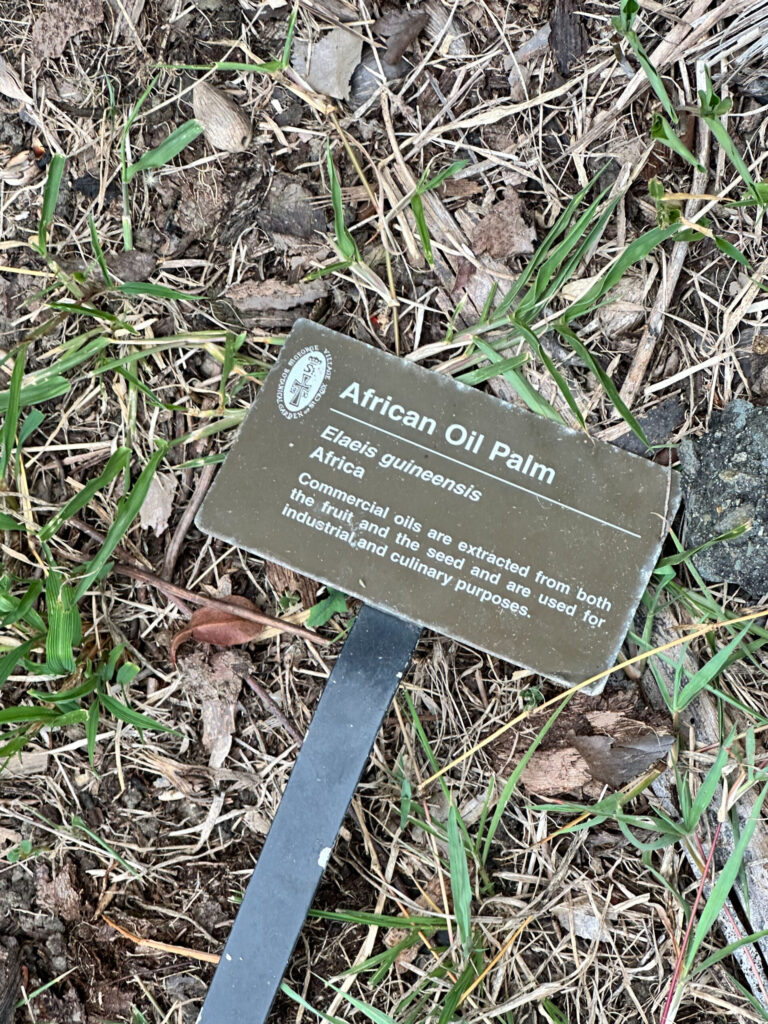 African Oil Palm
Elaeis guineensis
Africa
Commercial oils are extracted from both
the fruit and the seed and are used for
industrial and culinary purposes.